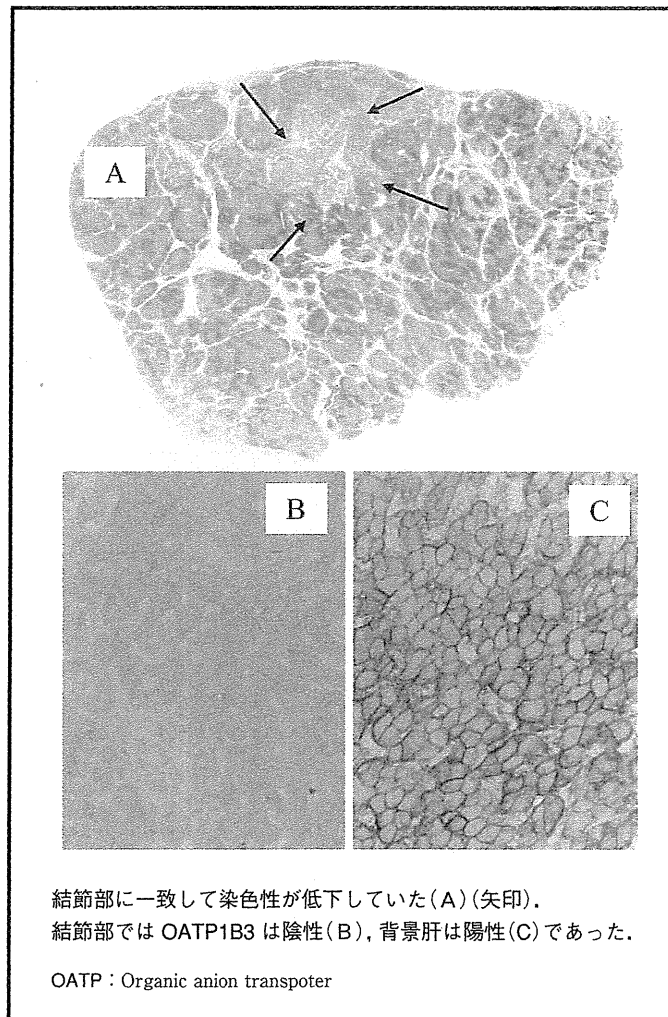 A
B
C
結節部に一致して染色性が低下していた(A)(矢印).
結節部では OATP1B3 は陰性(B), 背景肝は陽性(C)であった.
OATP：Organic anion transpoter